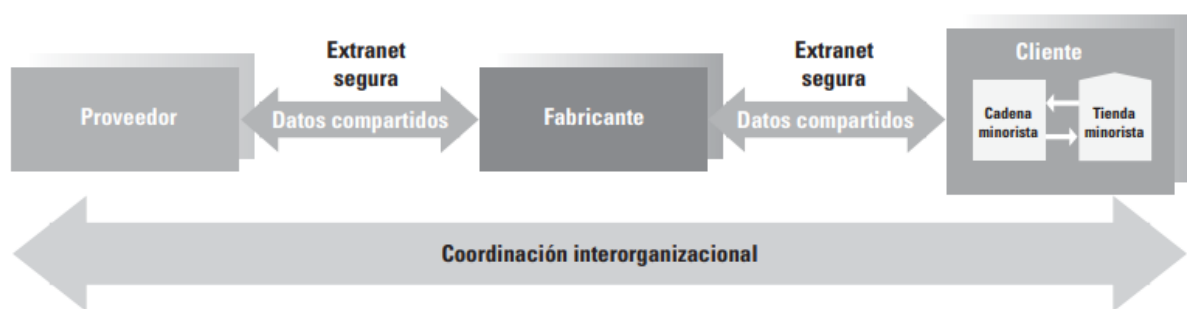 Proveedor
Extranet
segura
Datos compartidos
Fabricante
Extranet
segura
Datos compartidos
Cliente
Cadena
minorista
Tienda
minorista
Coordinación interorganizacional